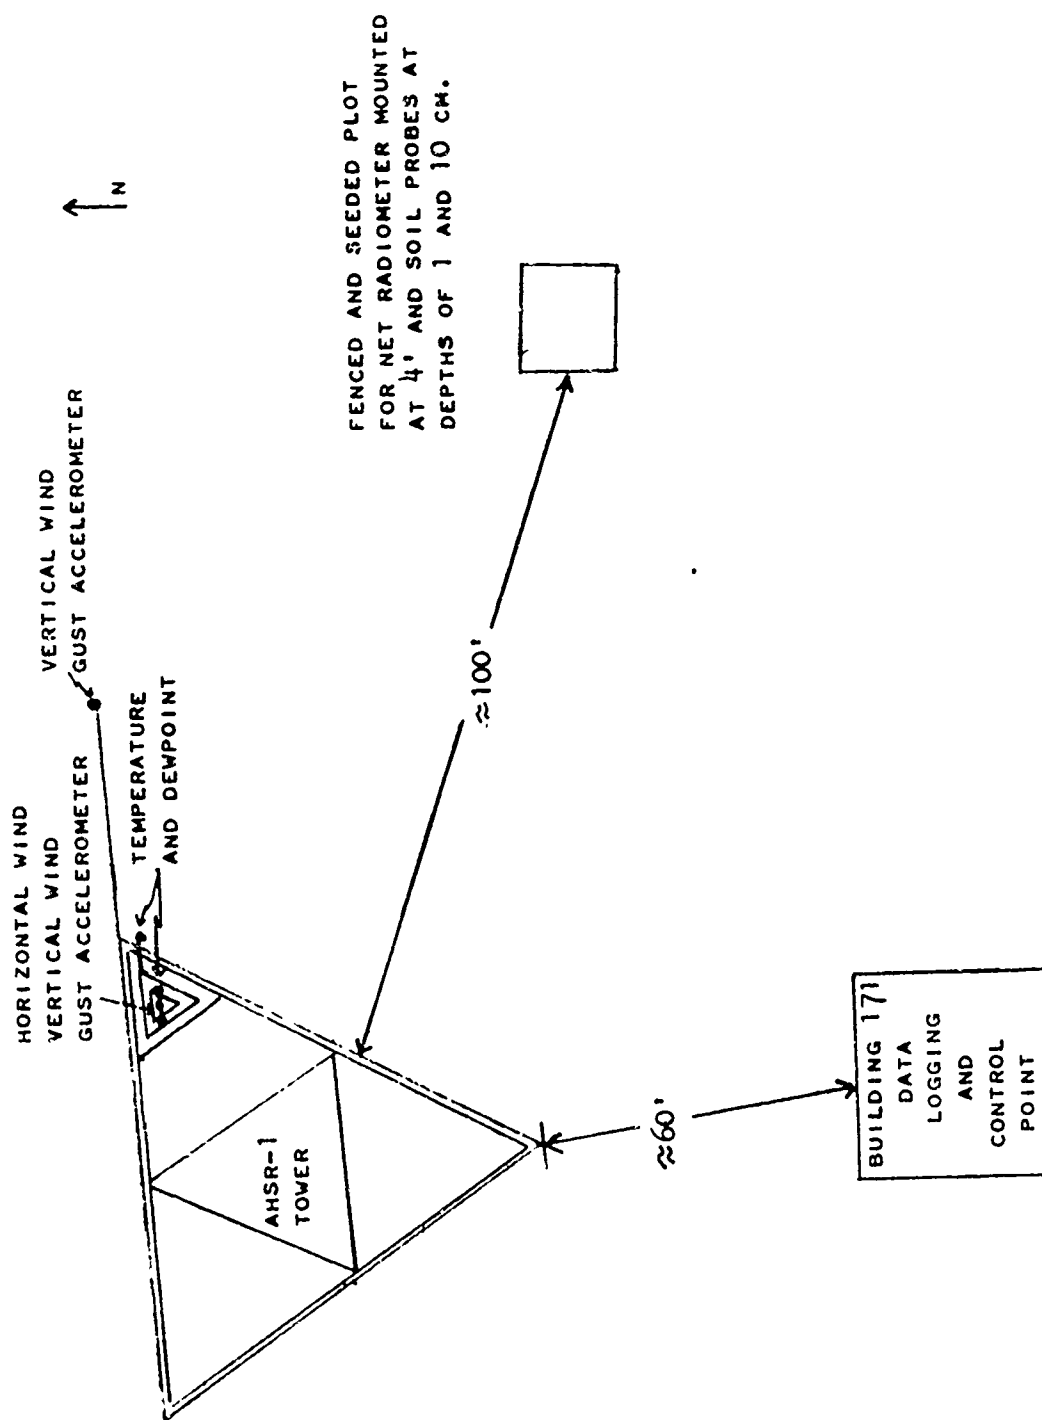 HORIZONTAL WIND
VERTICAL WIND
GUST ACCELEROMETER
VERTICAL WIND
GUST ACCELEROMETER
TEMPERATURE
AND DEWPOINT
N
FENCED AND SEEDED PLOT
FOR NET RADIOMETER MOUNTED
AT 4' AND SOIL PROBES AT
DEPTHS OF 1 AND 10 CM.
AHSR-1
TOWER
≈100'
≈60'
BUILDING 171
DATA
LOGGING
AND
CONTROL
POINT